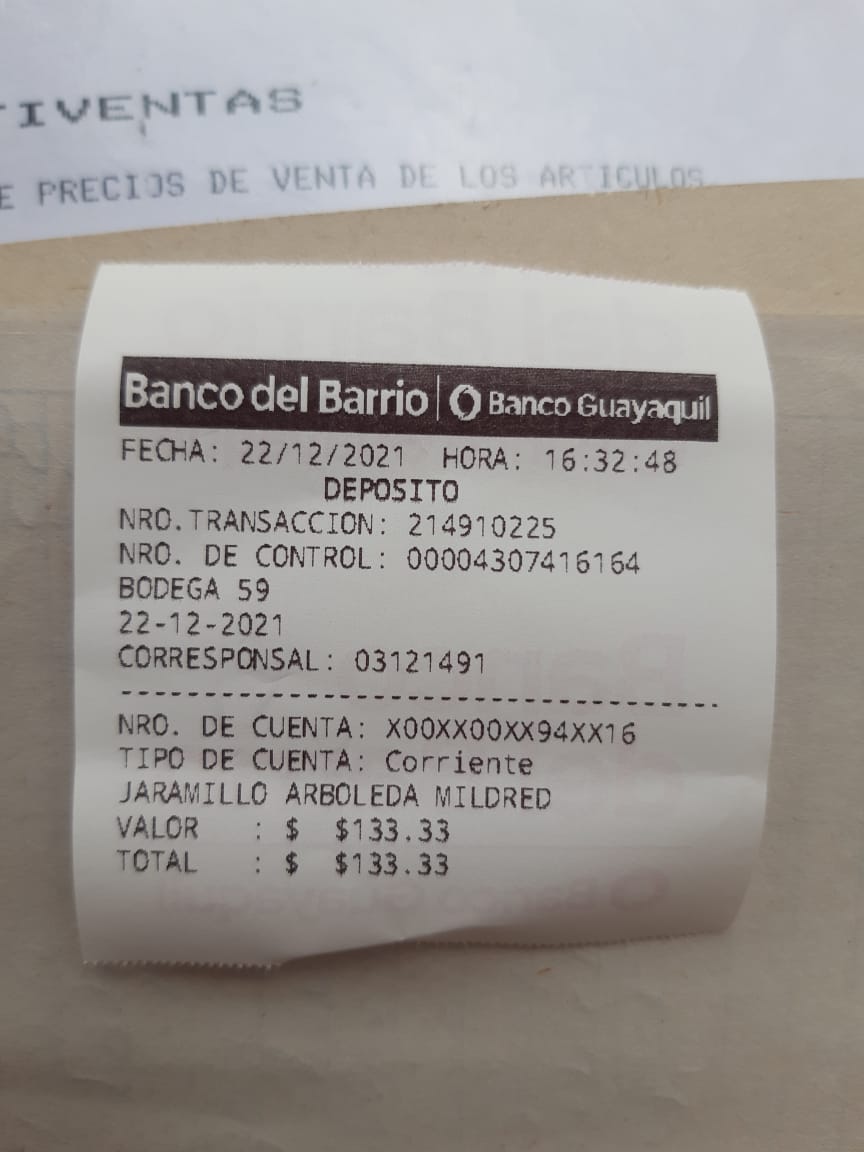 TIVENTAS
E PRECIOS DE VENTA DE LOS ARTICULOS
Banco del Barrio | Banco Guayaquil
FECHA: 22/12/2021 HORA: 16:32:48
DEPOSITO
NRO.TRANSACCION: 214910225
NRO. DE CONTROL: 00004307416164
BODEGA 59
22-12-2021
CORRESPONSAL: 03121491
NRO. DE CUENTA: X00XX00XX94XX16
TIPO DE CUENTA: Corriente
JARAMILLO ARBOLEDA MILDRED
VALOR : $ $133.33
TOTAL : $ $133.33